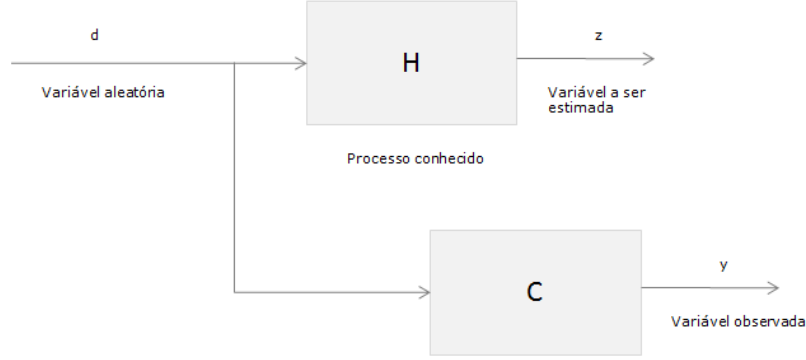 d
Variável aleatória
H
z
Variável a ser
estimada
Processo conhecido
C
y
Variável observada